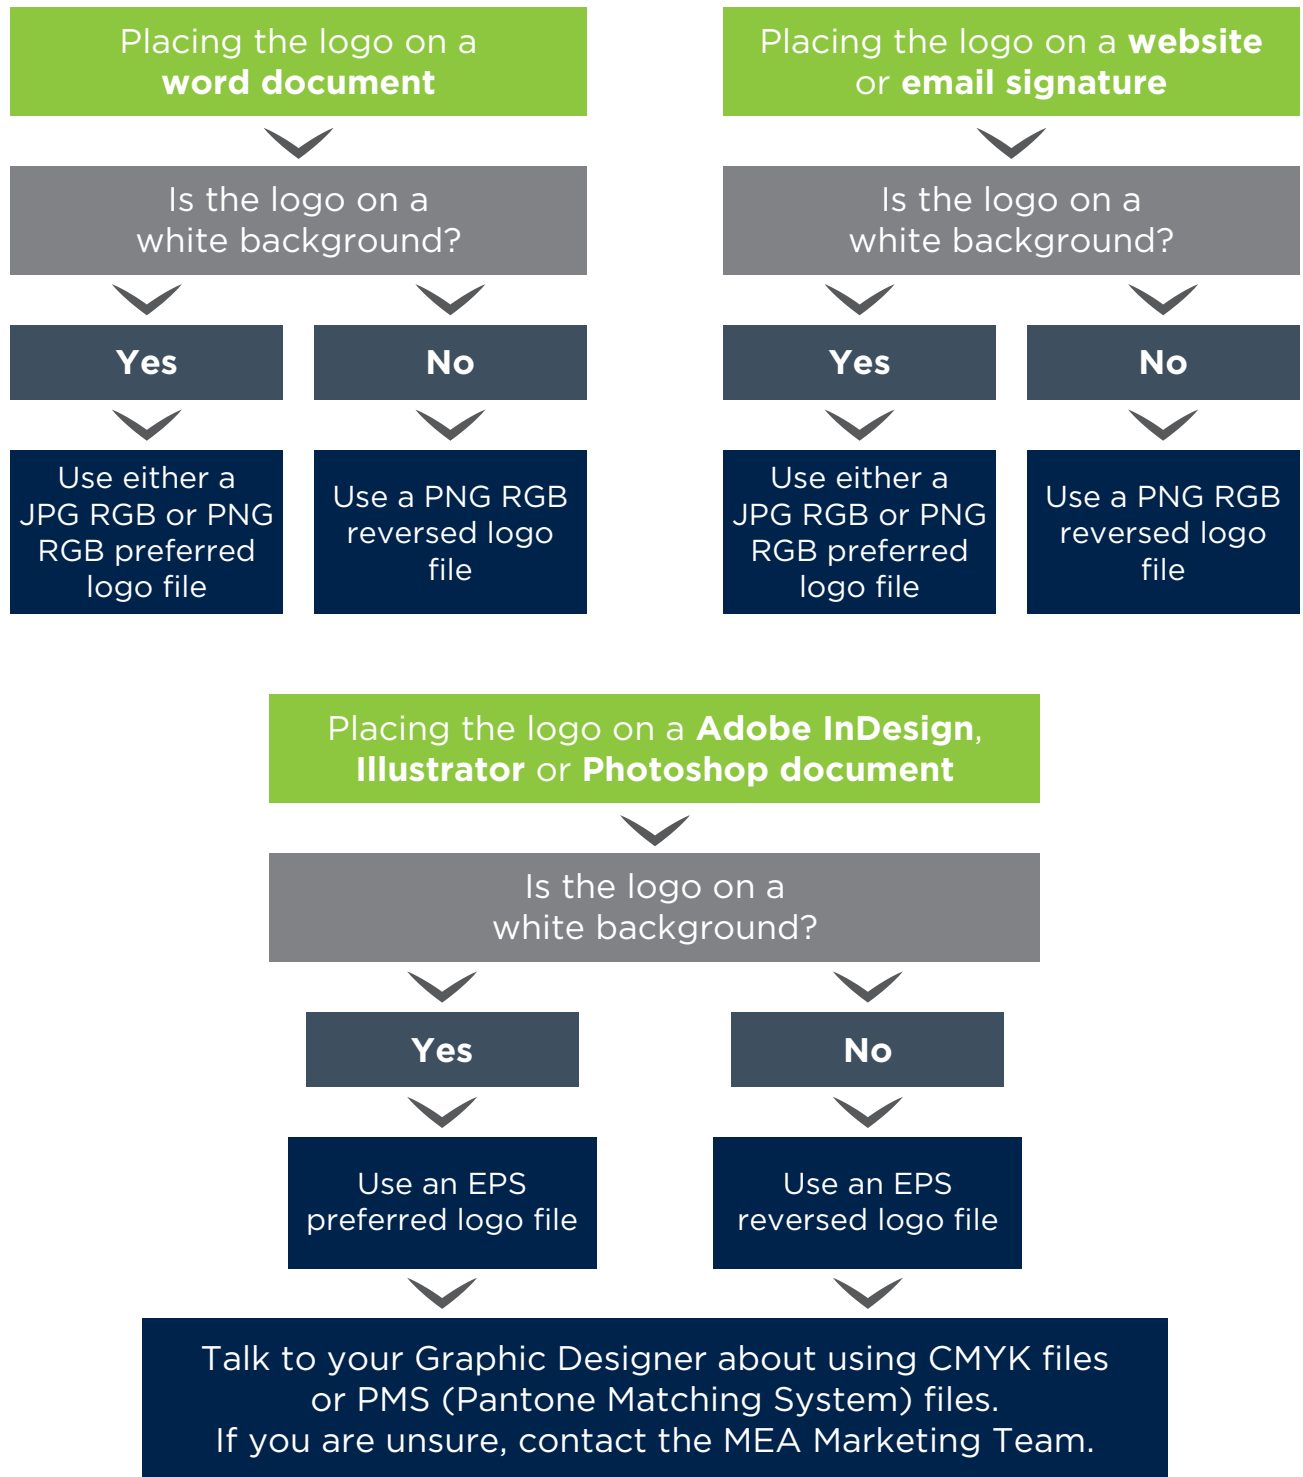 Placing the logo on a
word document
Is the logo on a
white background?
Yes
No
Use either a
JPG RGB or PNG
RGB preferred
logo file
Use a PNG RGB
reversed logo
file
Placing the logo on a website
or email signature
Is the logo on a
white background?
Yes
No
Use either a
JPG RGB or PNG
RGB preferred
logo file
Use a PNG RGB
reversed logo
file
Placing the logo on a Adobe InDesign,
Illustrator or Photoshop document
Is the logo on a
white background?
Yes
No
Use an EPS
preferred logo file
Use an EPS
reversed logo file
Talk to your Graphic Designer about using CMYK files
or PMS (Pantone Matching System) files.
If you are unsure, contact the MEA Marketing Team.